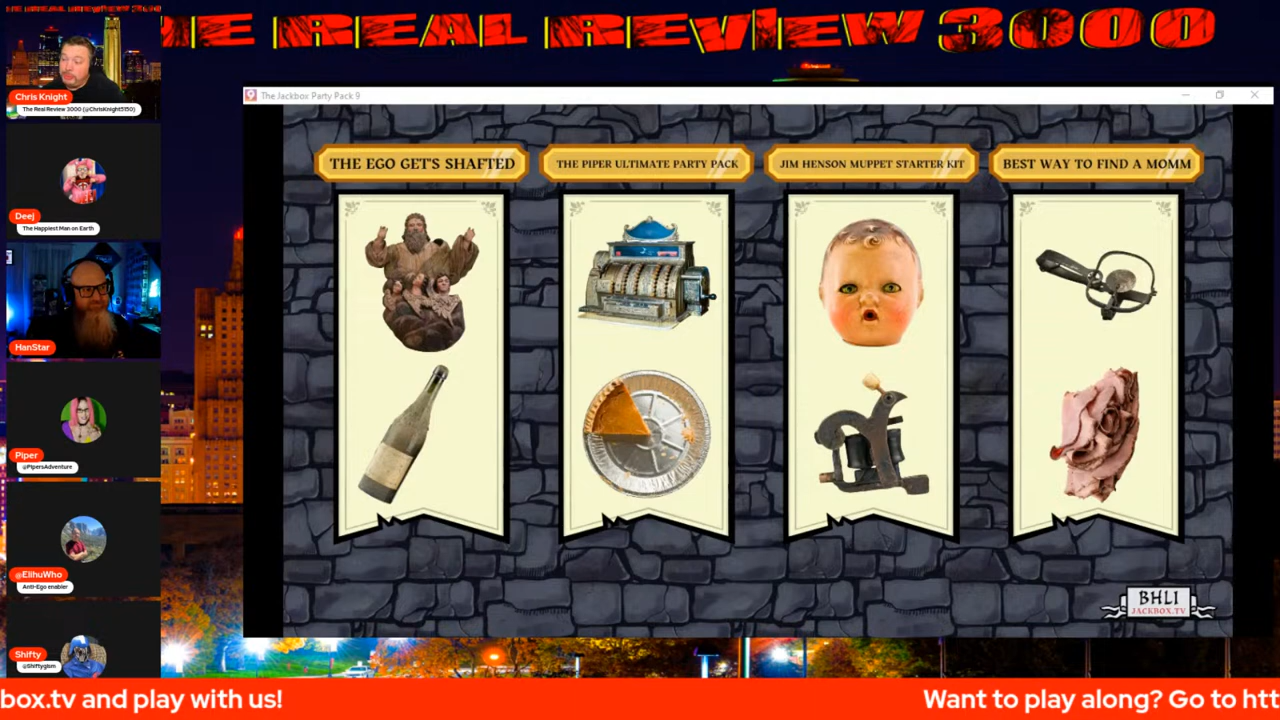 THE REAL REVIEW 3000
Chris Knight
The Real Review 3000 (@ChrisKnight5150)
Deej
The Happiest Man on Earth
HanStar
Piper
@PipersAdventure
@ElihuWho
Anti-Ego enabler
Shifty
@Shiftygism
The Jackbox Party Pack 9
THE EGO GET'S SHAFTED
THE PIPER ULTIMATE PARTY PACK
JIM HENSON MUPPET STARTER KIT
BEST WAY TO FIND A MOMM
BHLI
JACKBOX.TV
box.tv and play with us!
Want to play along? Go to htt